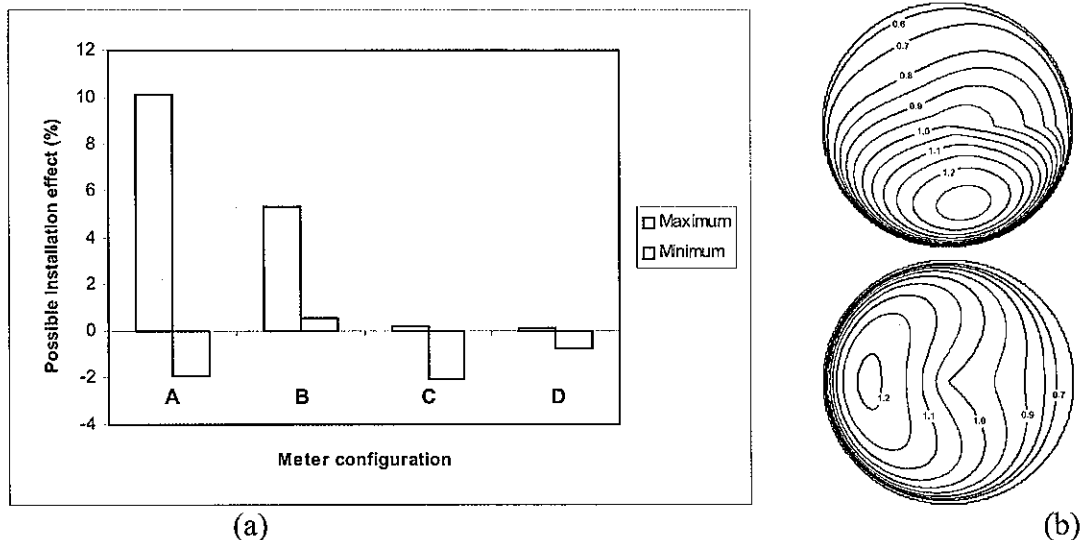 12
10
8
6
4
2
0
-2
-4
Possible Installation effect (%)
A
B
C
D
Meter configuration
Maximum
Minimum
(a)
0.6
0.7
0.8
0.9
1.0
1.1
1.2
1.2
1.1
1.0
0.9
0.7
(b)